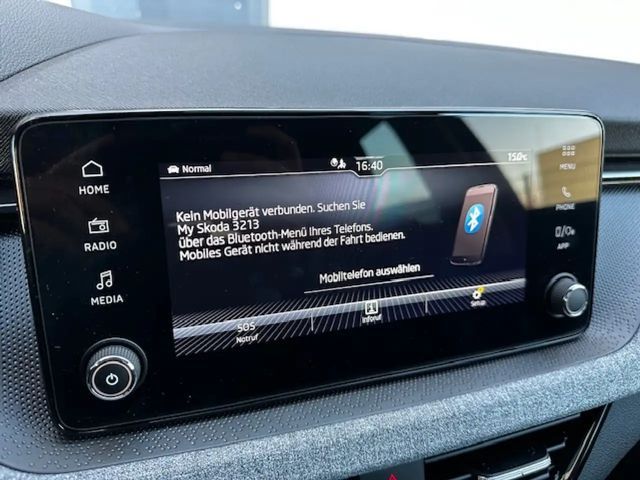 Normal
16:40
15.0°C
HOME
RADIO
MEDIA
MENU
PHONE
APP
Kein Mobilgerät verbunden. Suchen Sie
My Skoda 3213
über das Bluetooth-Menü Ihres Telefons.
Mobiles Gerät nicht während der Fahrt bedienen.
Mobiltelefon auswählen
SOS
Notruf
Inforuf
Setup